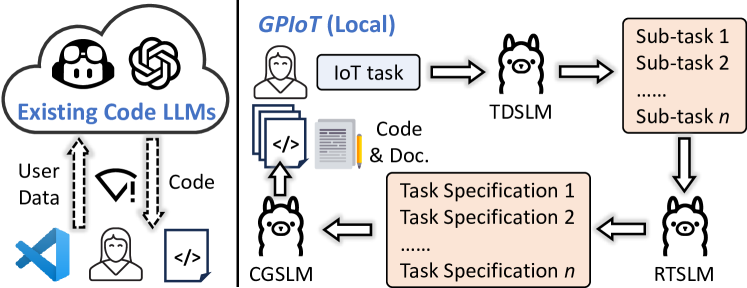 Existing Code LLMs
User
Data
Code
</>
GPIoT (Local)
IoT task
TDSLM
Sub-task 1
Sub-task 2
......
Sub-task n
RTSLM
Task Specification 1
Task Specification 2
......
Task Specification n
CGSLM
</>
Code
& Doc.